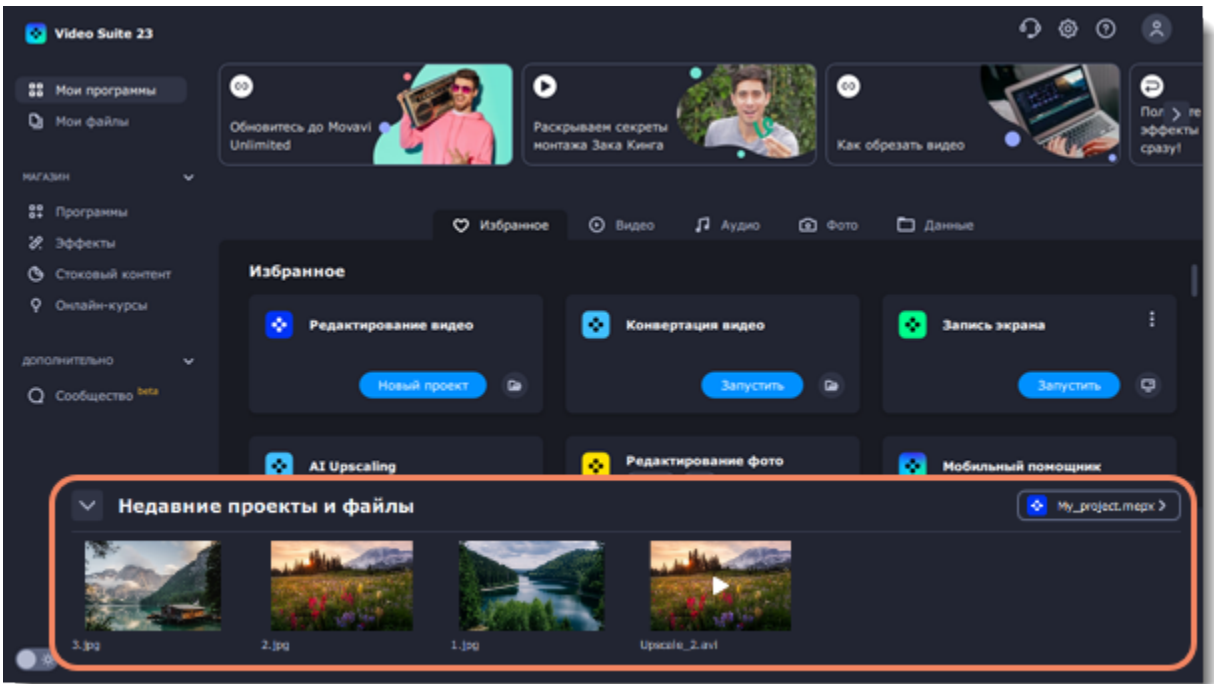 Video Suite 23
Мои программы
Мои файлы
МАГАЗИН
Программы
Эффекты
Стоковый контент
Онлайн-курсы
ДОПОЛНИТЕЛЬНО
Сообщество beta
Обновитесь до Movavi
Unlimited
Раскрываем секреты
монтажа Зака Кинга
Как обрезать видео
эффекты
сразу!
Избранное
Видео
Аудио
Фото
Данные
Избранное
Редактирование видео
Новый проект
Конвертация видео
Запустить
Запись экрана
Запустить
AI Upscaling
Редактирование фото
Мобильный помощник
Недавние проекты и файлы
My_project.mepx
3.jpg
2.jpg
1.jpg
Upscale_2.avi